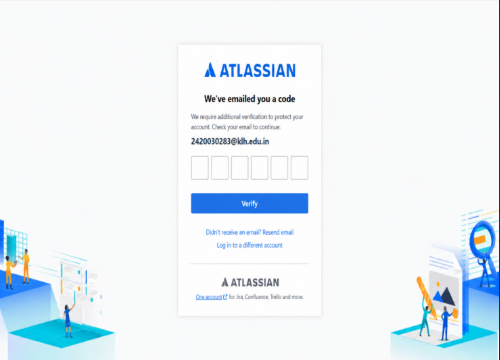 ATLASSIAN
We've emailed you a code
We require additional verification to protect your
account. Check your email to continue:
2420030283@klh.edu.in
Verify
Didn't receive an email? Resend email
Log in to a different account
ATLASSIAN
One account for Jira, Confluence, Trello and more.